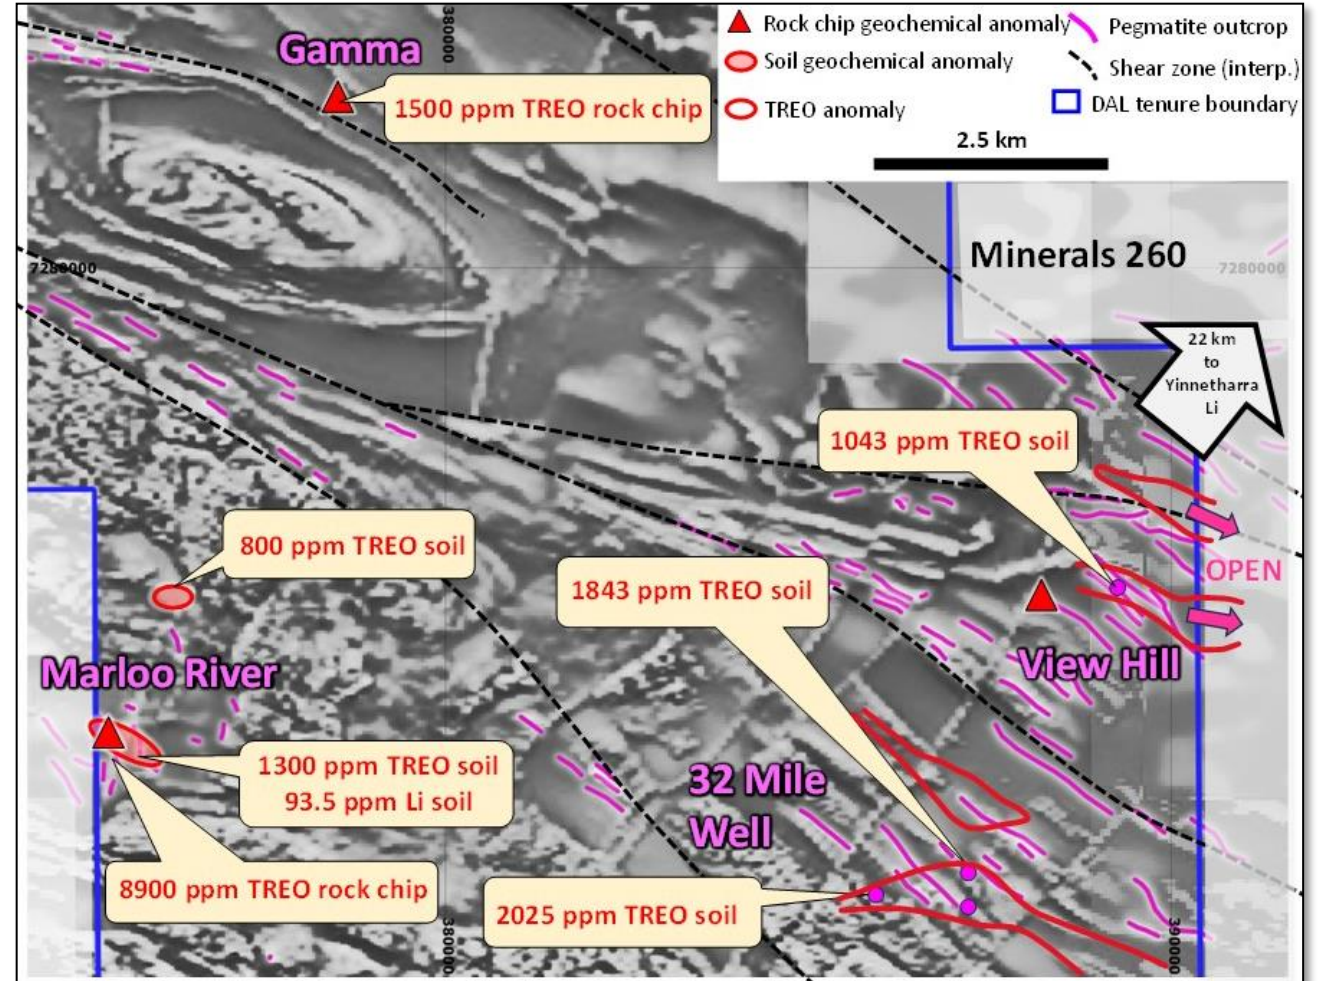 Gamma
3800000
1500 ppm TREO rock chip
Rock chip geochemical anomaly
Soil geochemical anomaly
TREO anomaly
Pegmatite outcrop
Shear zone (interp.)
DAL tenure boundary
2.5 km
7280000
Minerals 260
7280000
22 km
to
Yinnetharra
Li
1043 ppm TREO soil
800 ppm TREO soil
1843 ppm TREO soil
OPEN
Marloo River
View Hill
1300 ppm TREO soil
93.5 ppm Li soil
32 Mile
Well
8900 ppm TREO rock chip
2025 ppm TREO soil